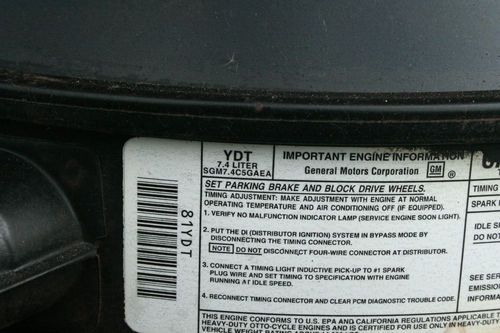 YDT
7.4 LITER
SGM7.4C5GAEA
IMPORTANT ENGINE INFORMATION
General Motors Corporation GM ®
SET PARKING BRAKE AND BLOCK DRIVE WHEELS.
TIMING ADJUSTMENT: MAKE ADJUSTMENT WITH ENGINE AT NORMAL
OPERATING TEMPERATURE AND AIR CONDITIONING OFF (IF EQUIPPED).
1. VERIFY NO MALFUNCTION INDICATOR LAMP (SERVICE ENGINE SOON LIGHT).
2. PUT THE DI (DISTRIBUTOR IGNITION) SYSTEM IN BYPASS MODE BY
DISCONNECTING THE TIMING CONNECTOR.
NOTE DO NOT DISCONNECT FOUR-WIRE CONNECTOR AT DISTRIBUTOR.
3. CONNECT A TIMING LIGHT INDUCTIVE PICK-UP TO #1 SPARK
PLUG WIRE AND SET TIMING TO SPECIFICATION WITH ENGINE
RUNNING AT IDLE SPEED.
4. RECONNECT TIMING CONNECTOR AND CLEAR PCM DIAGNOSTIC TROUBLE CODE.
THIS ENGINE CONFORMS TO U.S. EPA AND CALIFORNIA REGULATIONS APPLICABLE
HEAVY-DUTY OTTO-CYCLE ENGINES AND IS CERTIFIED FOR USE ONLY IN HEAVY-DUTY
81YDT
TIMING
SPARK
IDLE S
ADJ
SEE SER
EMISSION
INFORMA